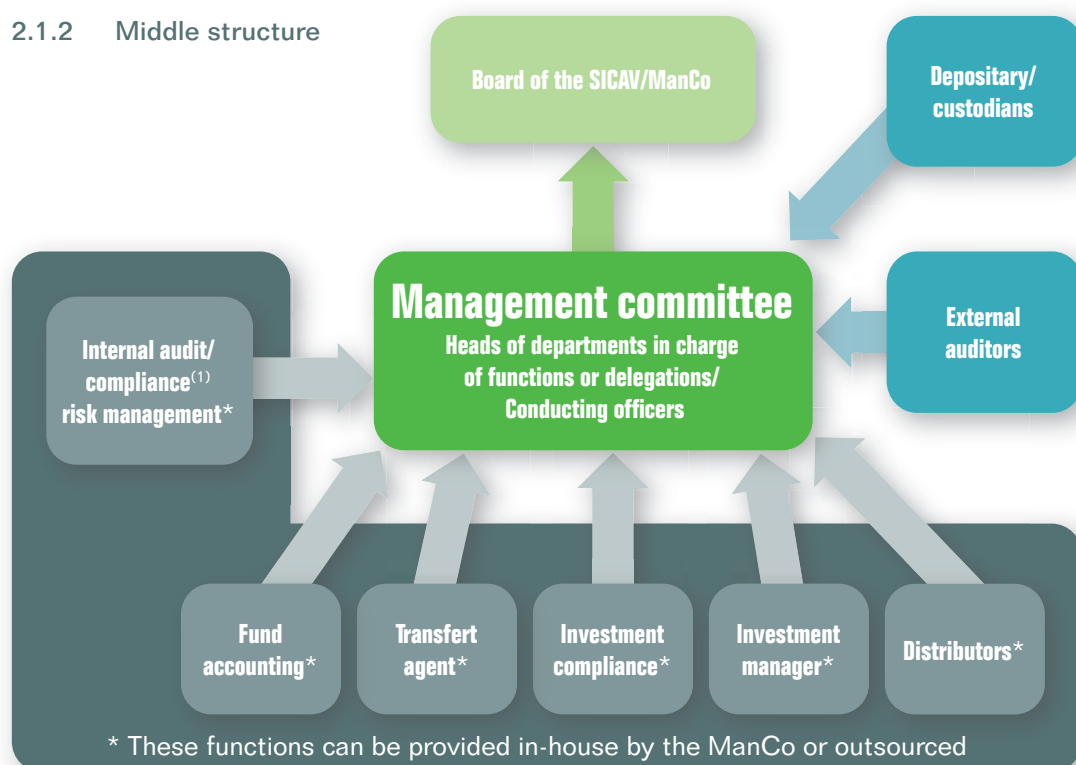 2.1.2 Middle structure
Board of the SICAV/ManCo
Depositary/
custodians
Management committee
Heads of departments in charge
of functions or delegations/
Conducting officers
External
auditors
Internal audit/
compliance(1)
risk management*
Fund
accounting*
Transfert
agent*
Investment
compliance*
Investment
manager*
Distributors*
* These functions can be provided in-house by the ManCo or outsourced